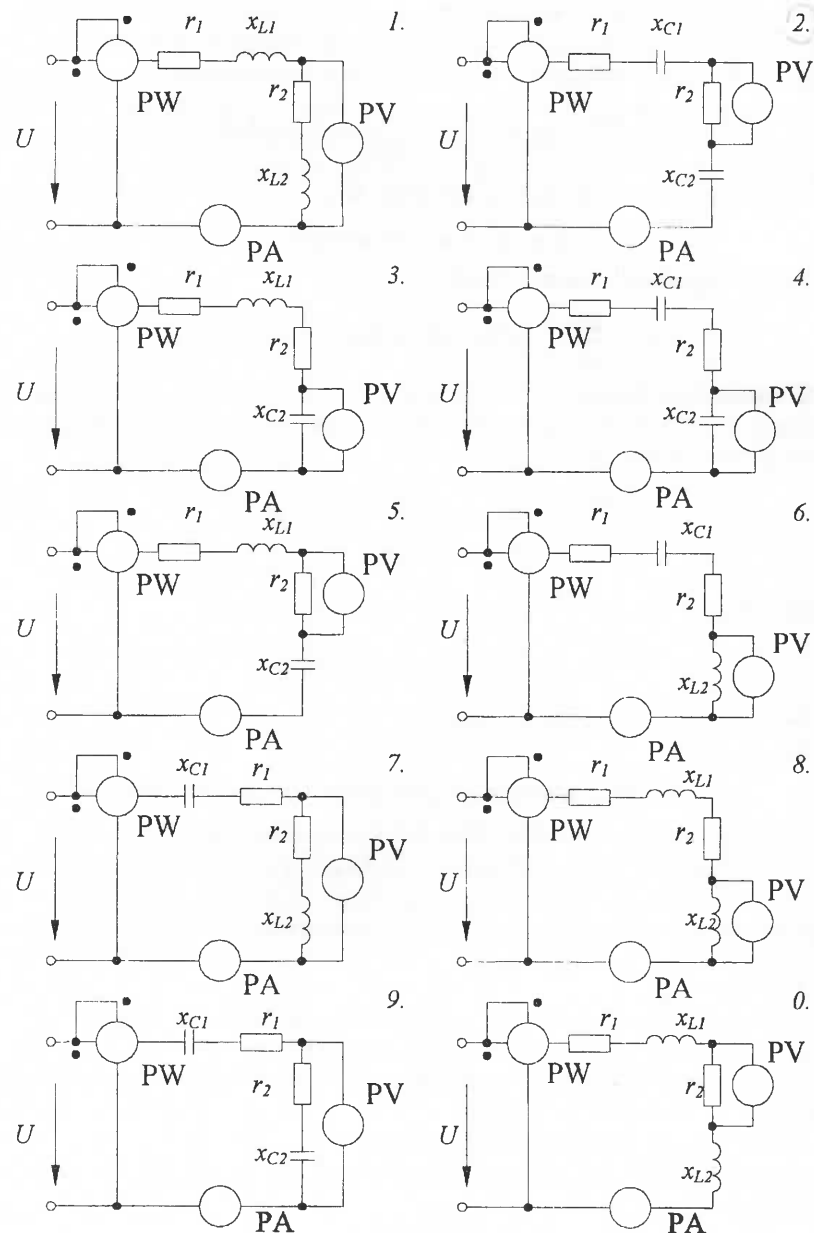 r1 xL1 1.
PW r2 PV
U xL2
PA
r1 xC1 2.
PW r2 PV
U xC2
PA
r1 xL1 3.
PW r2 PV
U xC2
PA
r1 xC1 4.
PW r2 PV
U xC2
PA
r1 xL1 5.
PW r2 PV
U xC2
PA
r1 xC1 6.
PW r2 PV
U xL2
PA
xC1 r1 7.
PW r2 PV
U xL2
PA
r1 xL1 8.
PW r2 PV
U xL2
PA
xC1 r1 9.
PW r2 PV
U xC2
PA
r1 xL1 0.
PW r2 PV
U xL2
PA